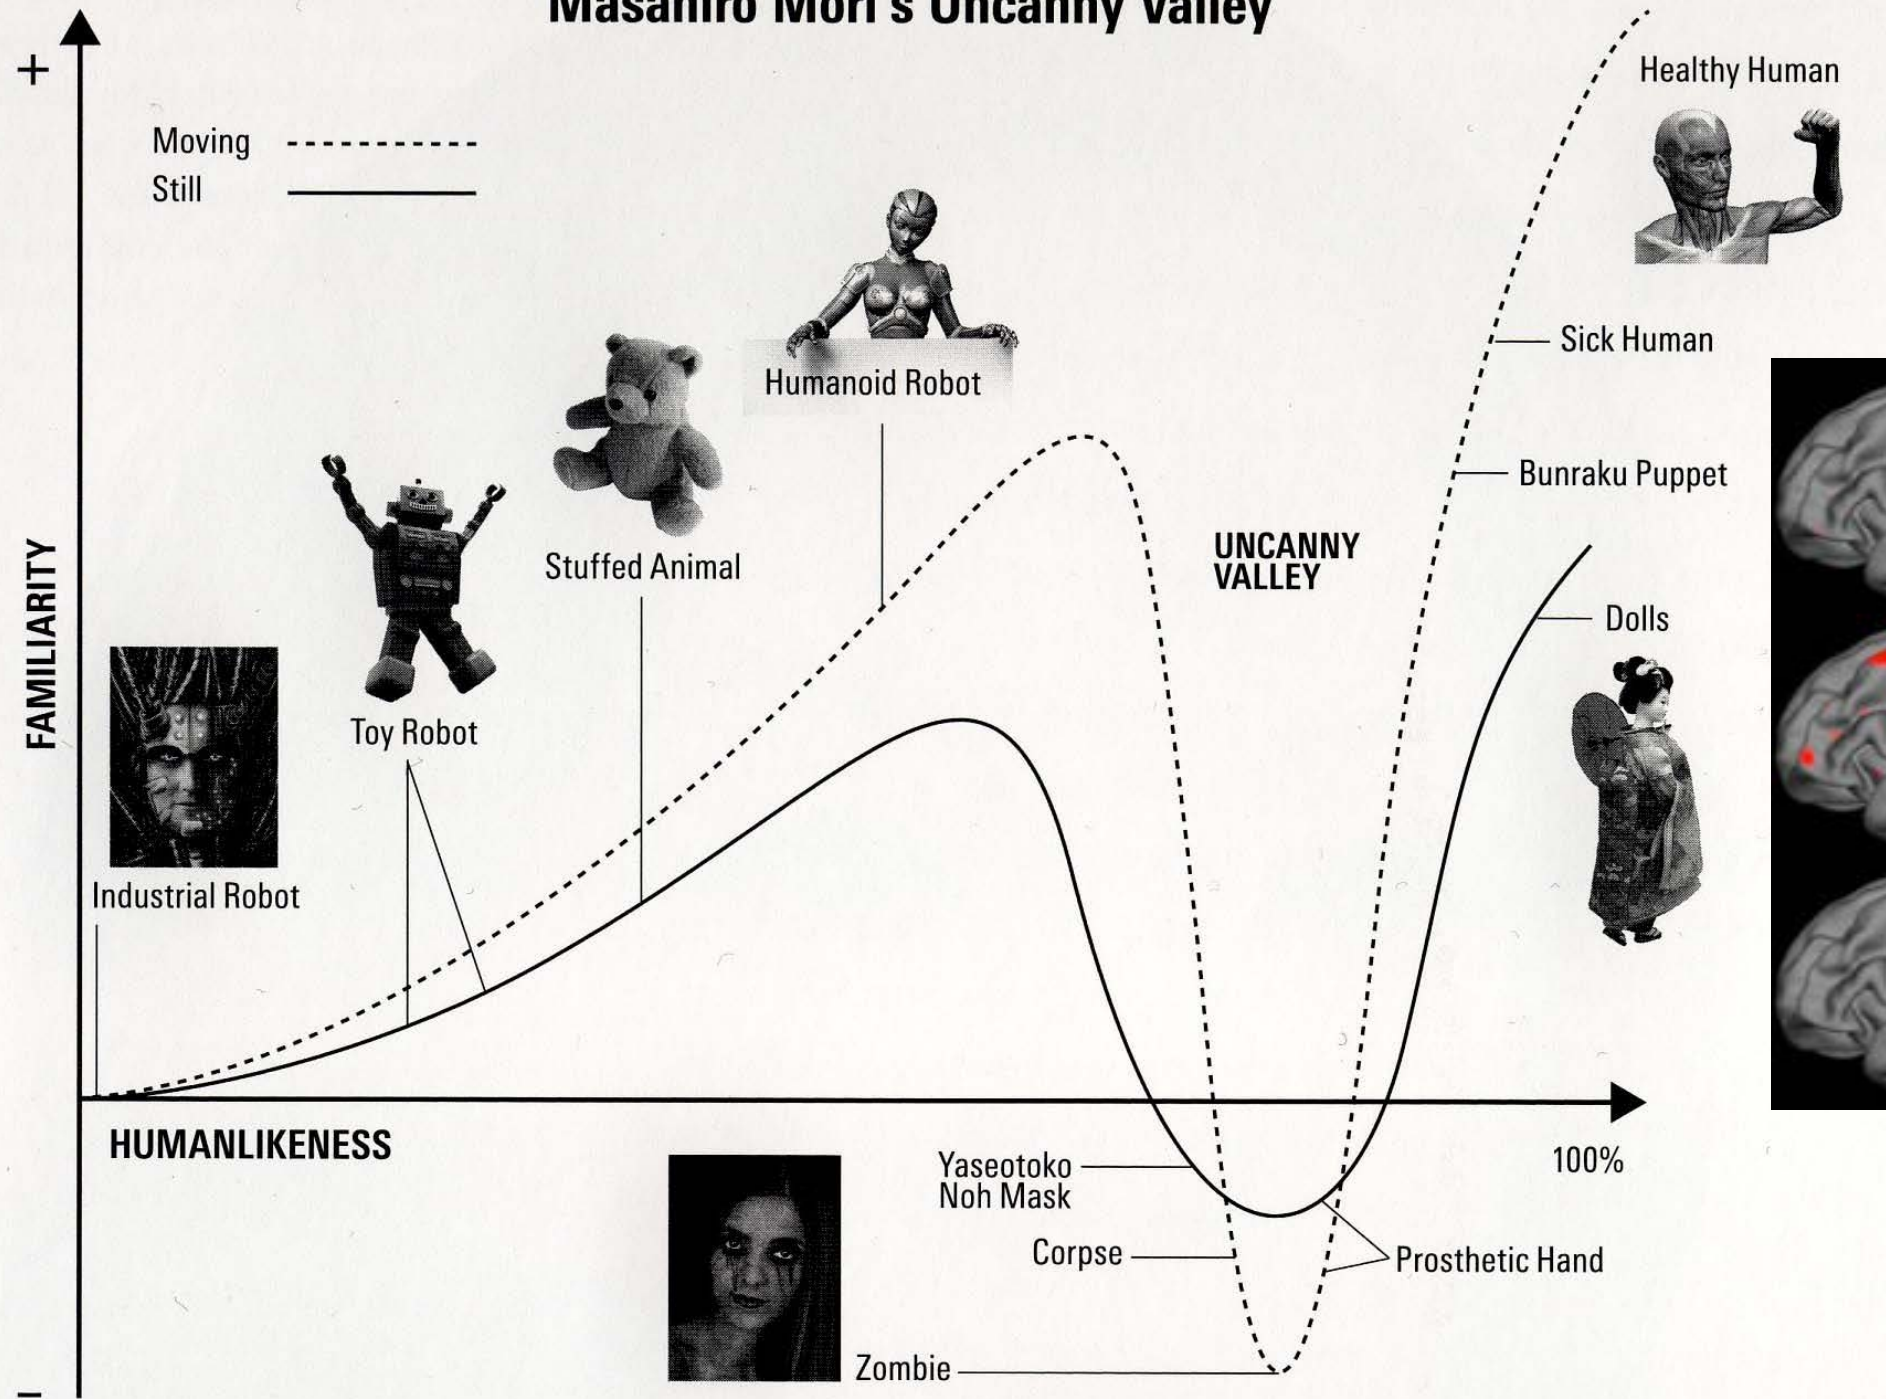 Masahiro Mori's Uncanny Valley
+
Healthy Human
Moving
Still
Sick Human
Humanoid Robot
Bunraku Puppet
UNCANNY
VALLEY
Stuffed Animal
Dolls
FAMILIARITY
Toy Robot
Industrial Robot
HUMANLIKENESS
100%
Yaseotoko
Noh Mask
Corpse
Prosthetic Hand
Zombie
–